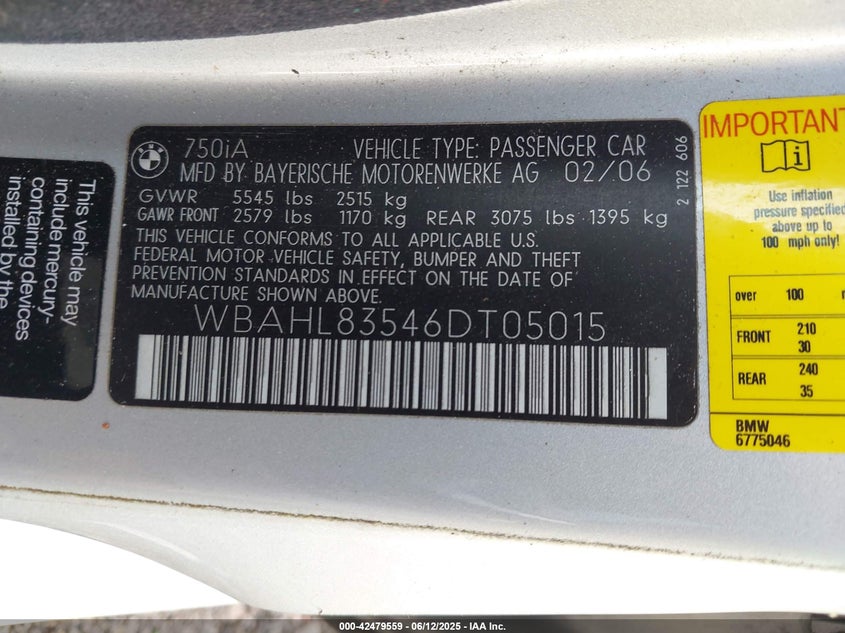 This vehicle may
include mercury-
containing devices
installed by the
BMW
750iA VEHICLE TYPE: PASSENGER CAR
MFD BY BAYERISCHE MOTORENWERKE AG 02/06
GVWR 5545 lbs 2515 kg
GAWR FRONT 2579 lbs 1170 kg REAR 3075 lbs 1395 kg
THIS VEHICLE CONFORMS TO ALL APPLICABLE U.S.
FEDERAL MOTOR VEHICLE SAFETY, BUMPER AND THEFT
PREVENTION STANDARDS IN EFFECT ON THE DATE OF
MANUFACTURE SHOWN ABOVE.
WBAHL83546DT05015
2 122 606
IMPORTANT
i
Use inflation
pressure specified
above up to
100 mph only!
over 100
FRONT 210
30
REAR 240
35
BMW
6775046
000-42479559 - 06/12/2025 - IAA Inc.